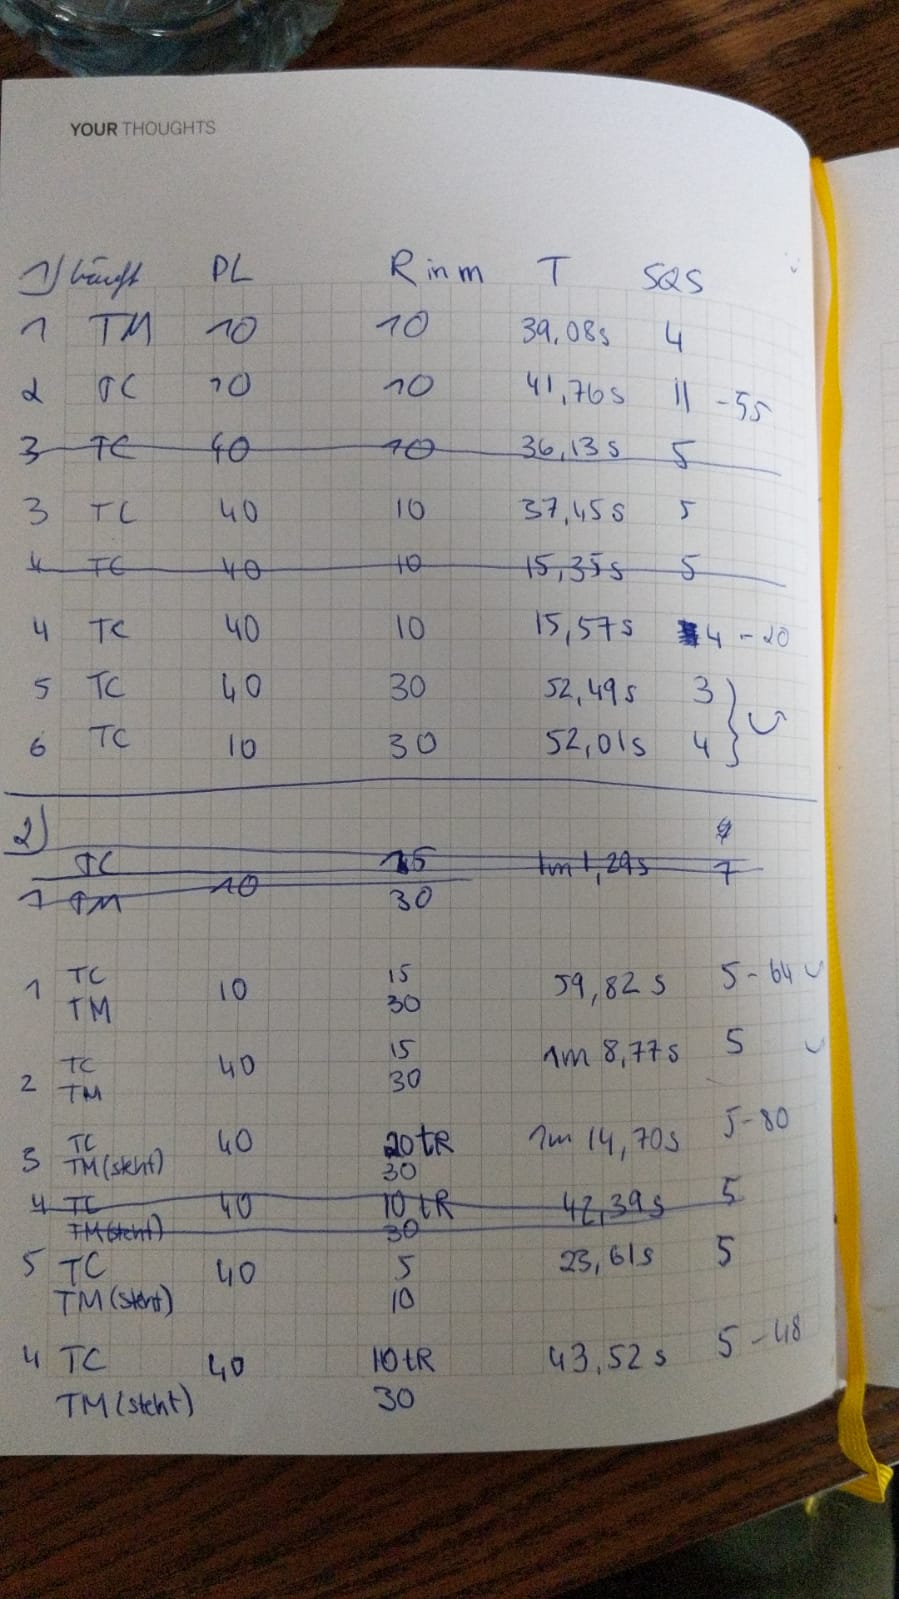 YOUR THOUGHTS
1) läuft PL R in m T SQS
1 TM 10 10 39,08s 4
2 TC 10 10 41,76s 11 - 55
3 TC 40 10 36,13s 5
3 TC 40 10 37,45s 5
4 TC 40 10 15,35s 5
4 TC 40 10 15,57s 4 - 20
5 TC 40 30 52,49s 3
6 TC 10 30 52,01s 4
2)
TC 15 1m 1,29s 7
1 TM 10 30
TC 15
1 10 59,82s 5 - 64
TM 30
TC 15
2 40 1m 8,77s 5
TM 30
TC 40 20tR 1m 14,70s 5-80
3 TM (steht) 30
4 TC 40 10 tR 42,39s 5
TM (steht) 30
5 TC 40 5 23,61s 5
TM (steht) 10
4 TC 40 10tR 43,52s 5 - 48
TM (steht) 30